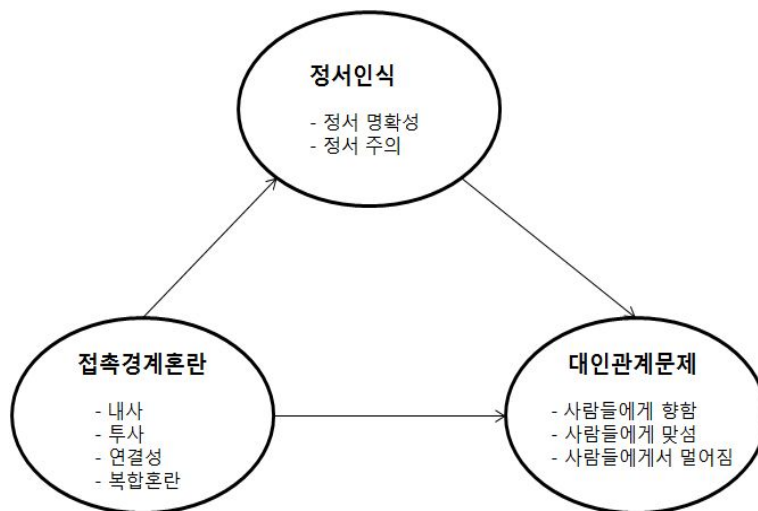 정서인식
- 정서 명확성
- 정서 주의
접촉경계혼란
- 내사
- 투사
- 연결성
- 복합혼란
대인관계문제
- 사람들에게 향함
- 사람들에게 맞섬
- 사람들에게서 멀어짐